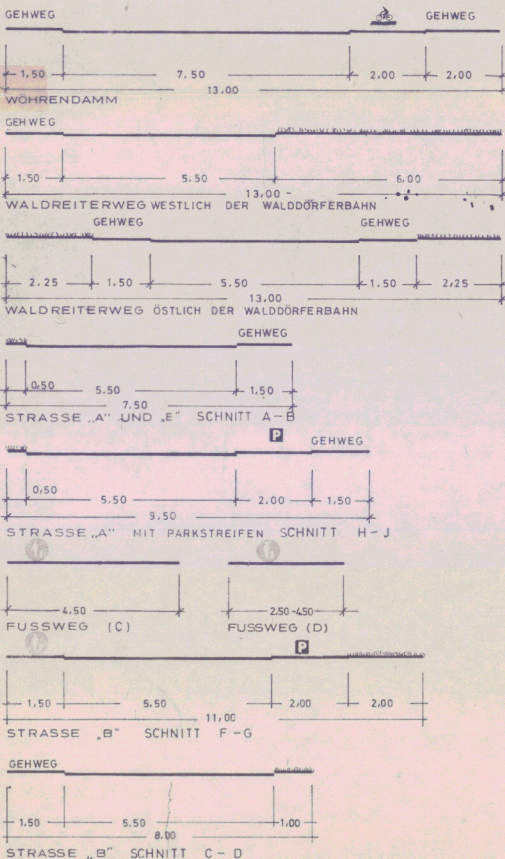 GEHWEG GEHWEG
1,50 7.50 2,00 2,00
13.00
WÖHRENDAMM
GEHWEG
1,50 5.50 6,00
13,00
WALDREITERWEG WESTLICH DER WALDDÖRFERBAHN
GEHWEG GEHWEG
2.25 1,50 5.50 1.50 2,25
13,00
WALDREITERWEG ÖSTLICH DER WALDDÖRFERBAHN
GEHWEG
0,50 5.50 1,50
7.50
STRASSE „A" UND „E" SCHNITT A-B
P
GEHWEG
0,50 5.50 2,00 1,50
9.50
STRASSE „A" MIT PARKSTREIFEN SCHNITT H-J
4,50 2,50-4,50
FUSSWEG (C) FUSSWEG (D)
P
1,50 5,50 2,00 2,00
11,00
STRASSE „B" SCHNITT F-G
GEHWEG
1.50 5.50 1,00
8.00
STRASSE „B" SCHNITT C-D